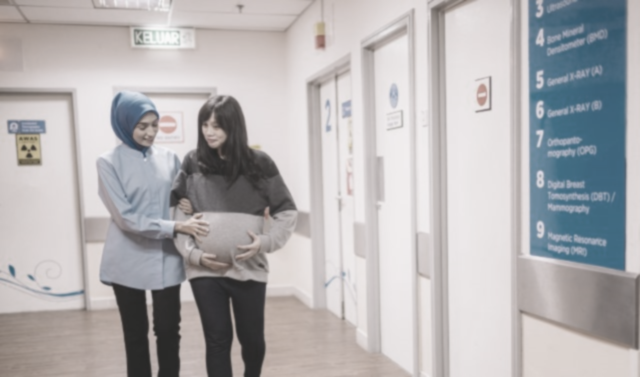 KELUAR
2
3 Ultrasound
4 Bone Mineral
Densitometer (BMD)
5 General X-RAY (A)
6 General X-RAY (B)
7 Orthopanto-
mography (OPG)
8 Digital Breast
Tomosynthesis (DBT) /
Mammography
9 Magnetic Resonance
Imaging (MRI)